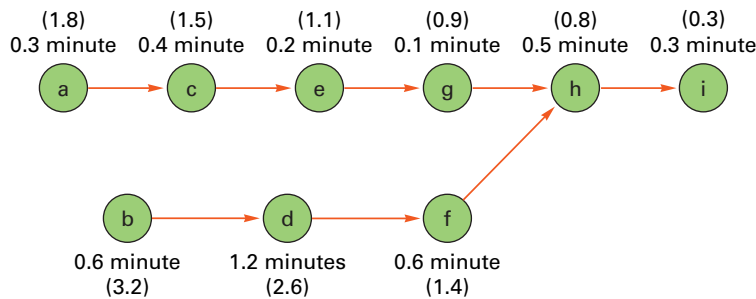 (1.8) (1.5) (1.1) (0.9) (0.8) (0.3)
0.3 minute 0.4 minute 0.2 minute 0.1 minute 0.5 minute 0.3 minute
a c e g h i
b d f
0.6 minute 1.2 minutes 0.6 minute
(3.2) (2.6) (1.4)